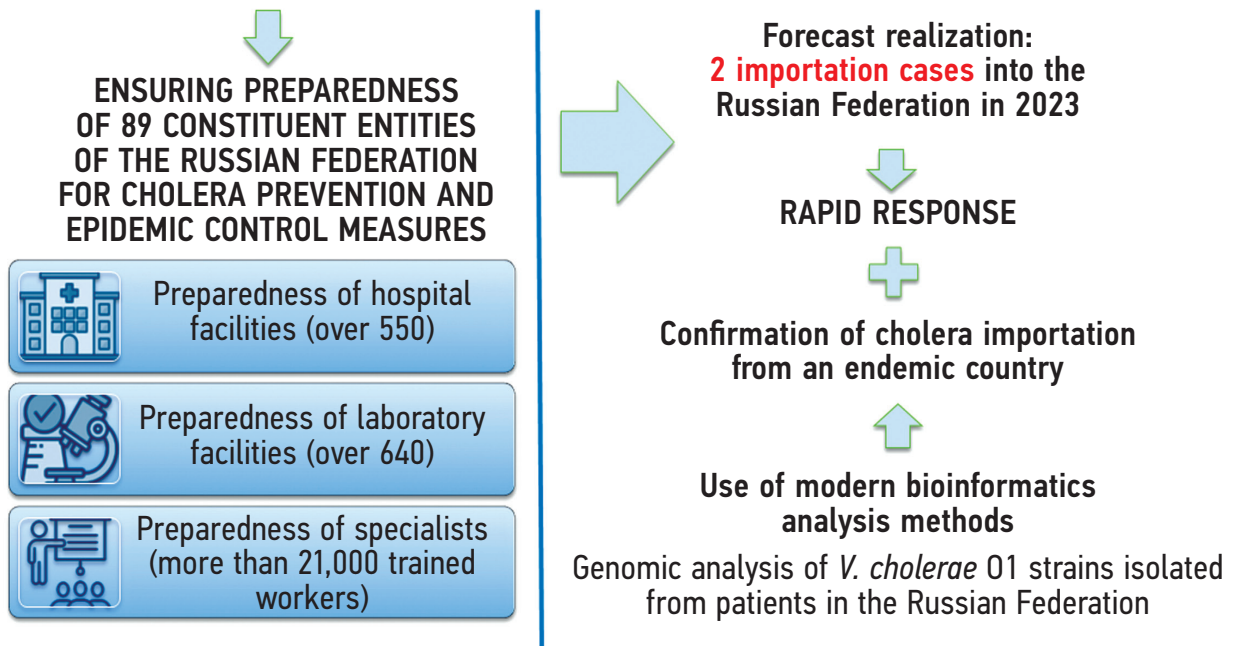 ENSURING PREPAREDNESS
OF 89 CONSTITUENT ENTITIES
OF THE RUSSIAN FEDERATION
FOR CHOLERA PREVENTION AND
EPIDEMIC CONTROL MEASURES
Preparedness of hospital
facilities (over 550)
Preparedness of laboratory
facilities (over 640)
Preparedness of specialists
(more than 21,000 trained
workers)
Forecast realization:
2 importation cases into the
Russian Federation in 2023
RAPID RESPONSE
Confirmation of cholera importation
from an endemic country
Use of modern bioinformatics
analysis methods
Genomic analysis of V. cholerae O1 strains isolated
from patients in the Russian Federation